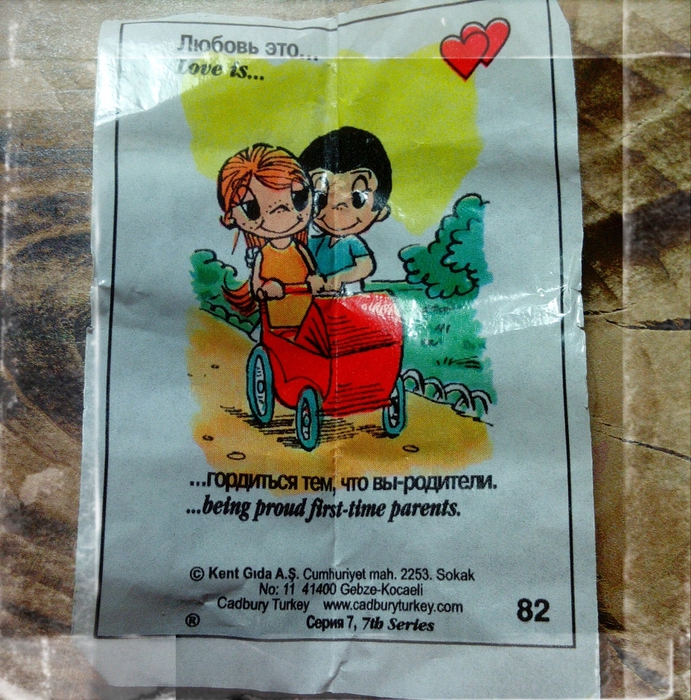 Любовь это...
Love is...
...гордиться тем, что вы-родители.
...being proud first-time parents.
© Kent Gıda A.Ş. Cumhuriyet mah. 2253. Sokak
No: 11 41400 Gebze-Kocaeli
Cadbury Turkey www.cadburyturkey.com
® Серия 7, 7th Series
82